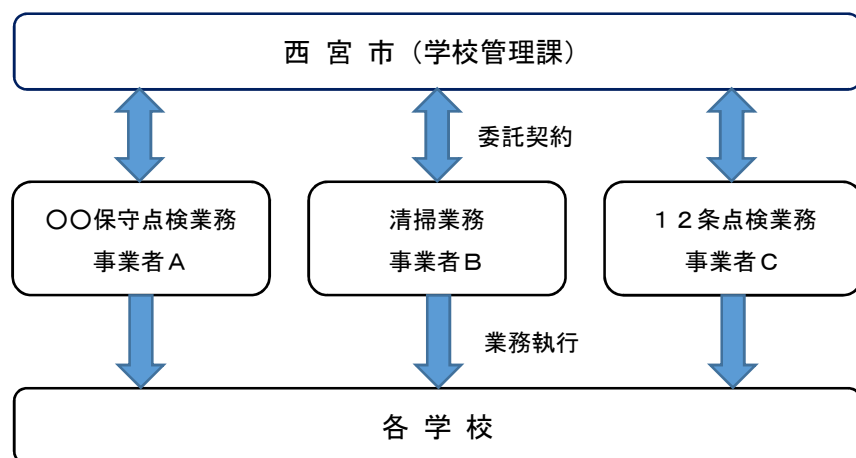 西 宮 市（学校管理課）
委託契約
〇〇保守点検業務
事業者Ａ
清掃業務
事業者Ｂ
１２条点検業務
事業者Ｃ
業務執行
各 学 校